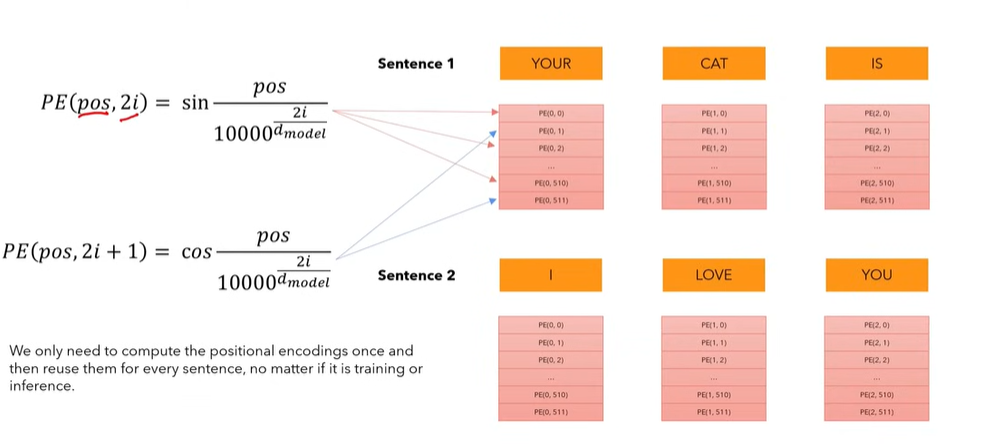 Sentence 1
YOUR CAT IS
PE(pos, 2i) = sin pos / 10000^(2i / dmodel)
PE(0, 0) PE(1, 0) PE(2, 0)
PE(0, 1) PE(1, 1) PE(2, 1)
PE(0, 2) PE(1, 2) PE(2, 2)
... ... ...
PE(0, 510) PE(1, 510) PE(2, 510)
PE(0, 511) PE(1, 511) PE(2, 511)
PE(pos, 2i + 1) = cos pos / 10000^(2i / dmodel)
Sentence 2
I LOVE YOU
PE(0, 0) PE(1, 0) PE(2, 0)
PE(0, 1) PE(1, 1) PE(2, 1)
PE(0, 2) PE(1, 2) PE(2, 2)
... ... ...
PE(0, 510) PE(1, 510) PE(2, 510)
PE(0, 511) PE(1, 511) PE(2, 511)
We only need to compute the positional encodings once and
then reuse them for every sentence, no matter if it is training or
inference.